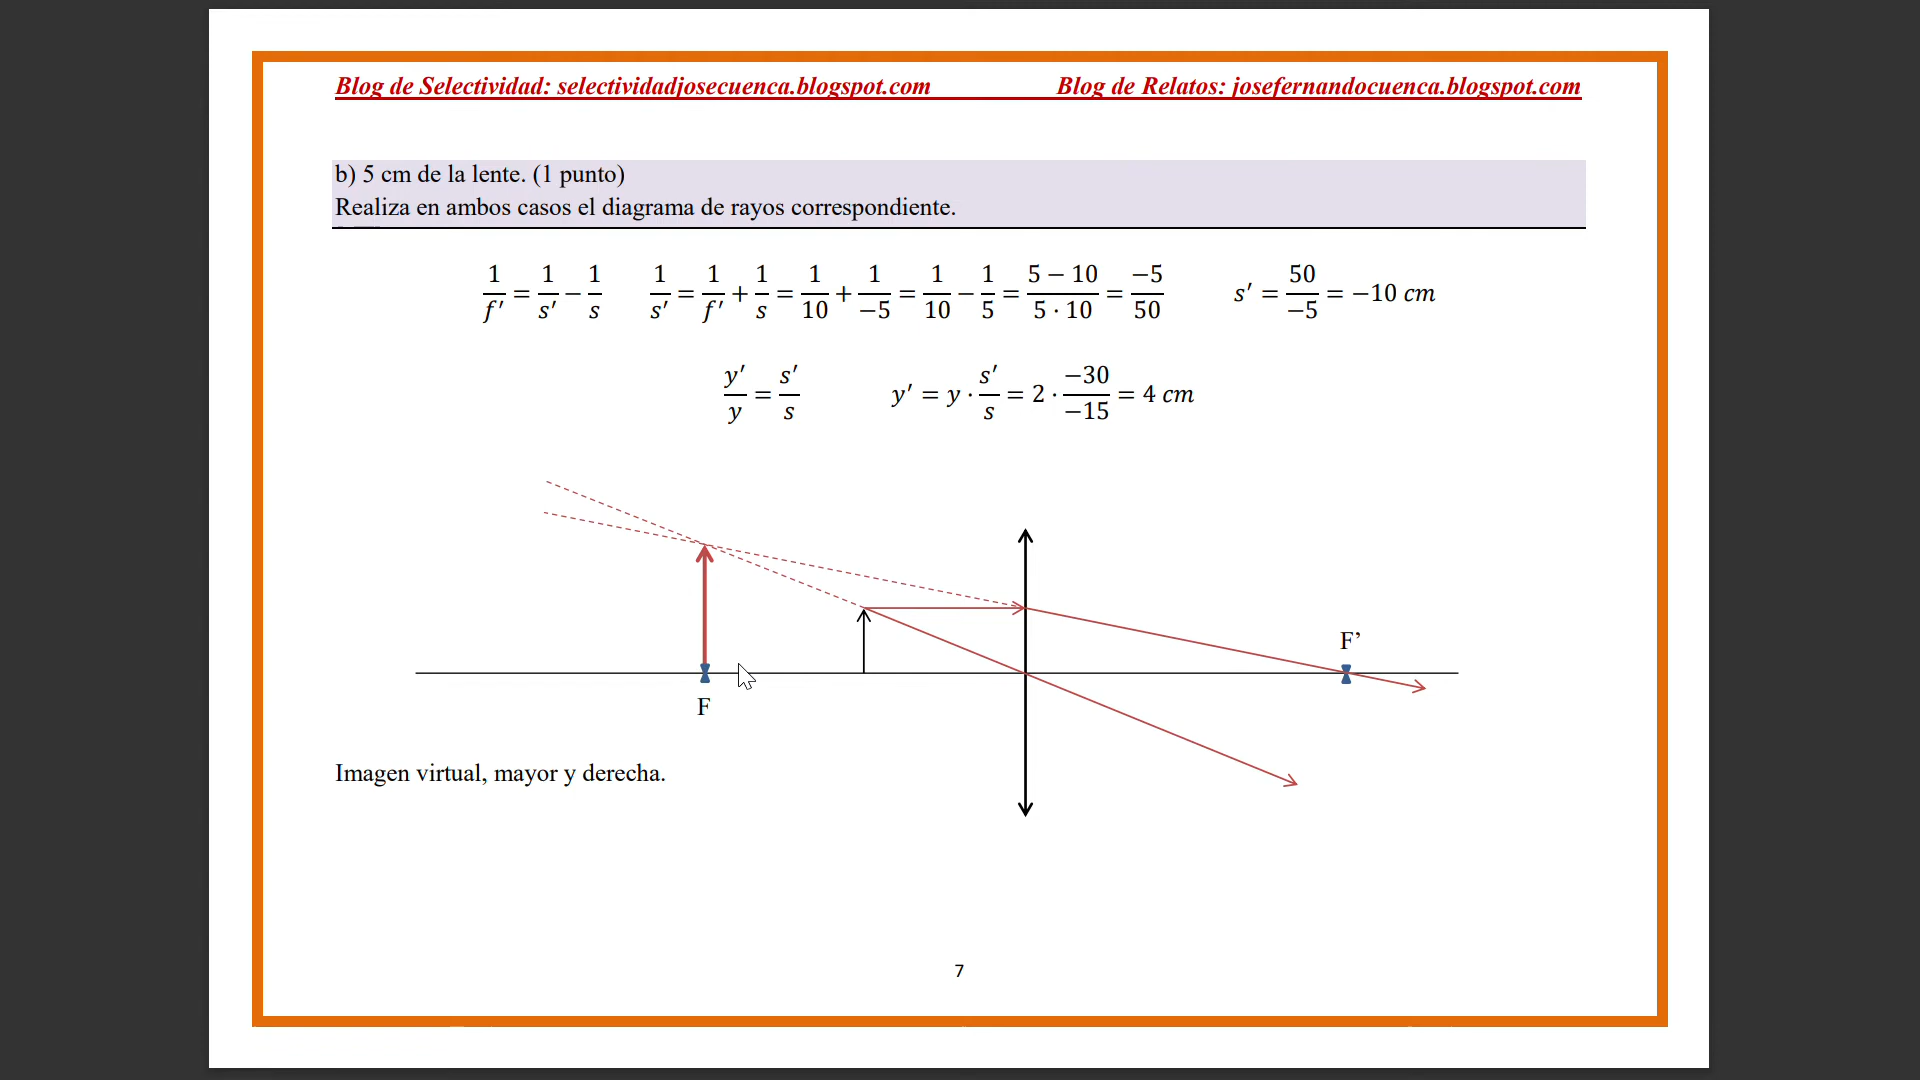 Blog de Selectividad: selectividadjosecuenca.blogspot.com Blog de Relatos: josefernandocuenca.blogspot.com
b) 5 cm de la lente. (1 punto)
Realiza en ambos casos el diagrama de rayos correspondiente.
1/f′ = 1/s′ − 1/s 1/s′ = 1/f′ + 1/s = 1/10 + 1/−5 = 1/10 − 1/5 = (5 − 10)/(5 · 10) = −5/50 s′ = 50/−5 = −10 cm
y′/y = s′/s y′ = y · s′/s = 2 · −30/−15 = 4 cm
F’
F
Imagen virtual, mayor y derecha.
7